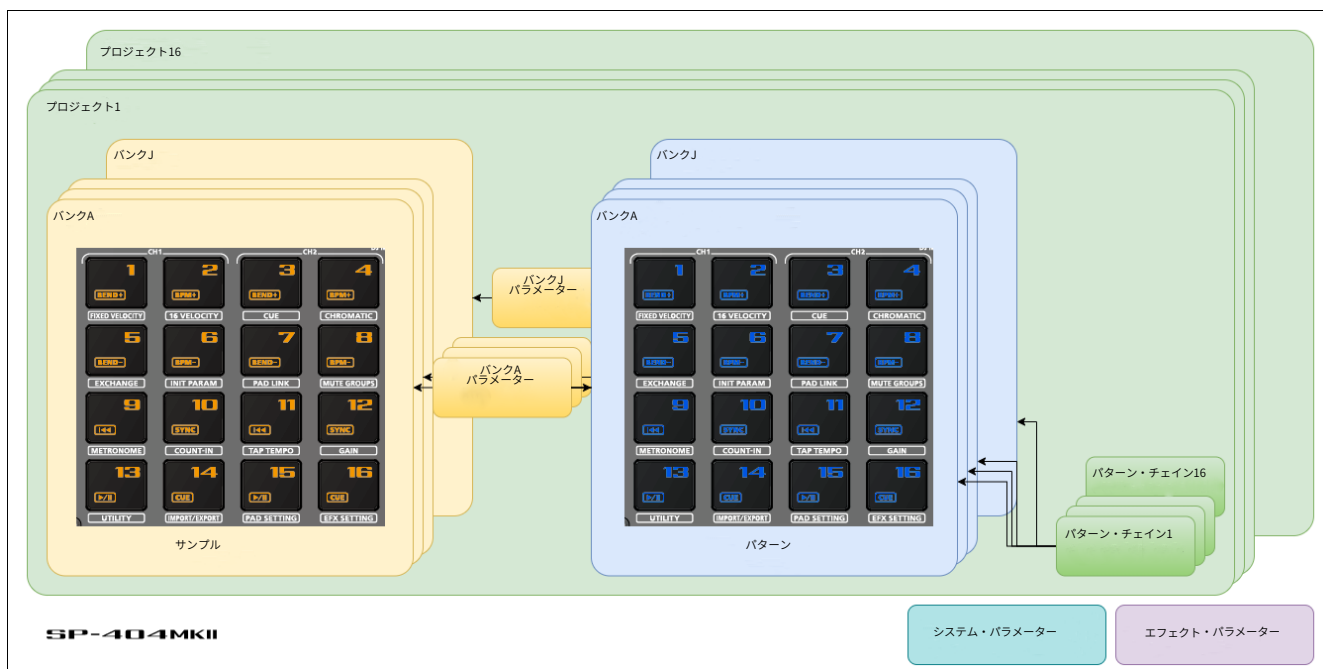 プロジェクト16
プロジェクト1
バンクJ
バンクJ
バンクA
バンクA
CH1 CH2
1 2 3 4
BEND+ BPM+ BEND+ BPM+
FIXED VELOCITY 16 VELOCITY CUE CHROMATIC
5 6 7 8
BEND- BPM- BEND- BPM-
EXCHANGE INIT PARAM PAD LINK MUTE GROUPS
9 10 11 12
SYNC SYNC
METRONOME COUNT-IN TAP TEMPO GAIN
13 14 15 16
CUE CUE
UTILITY IMPORT/EXPORT PAD SETTING EFX SETTING
サンプル
バンクJ
パラメーター
バンクA
パラメーター
CH1 CH2
1 2 3 4
BPM+ BEND+ BPM+
FIXED VELOCITY 16 VELOCITY CUE CHROMATIC
5 6 7 8
BEND- BPM- BEND- BPM-
EXCHANGE INIT PARAM PAD LINK MUTE GROUPS
9 10 11 12
SYNC SYNC
METRONOME COUNT-IN TAP TEMPO GAIN
13 14 15 16
CUE CUE
UTILITY IMPORT/EXPORT PAD SETTING EFX SETTING
パターン
パターン・チェイン16
パターン・チェイン1
SP-404MKII
システム・パラメーター
エフェクト・パラメーター